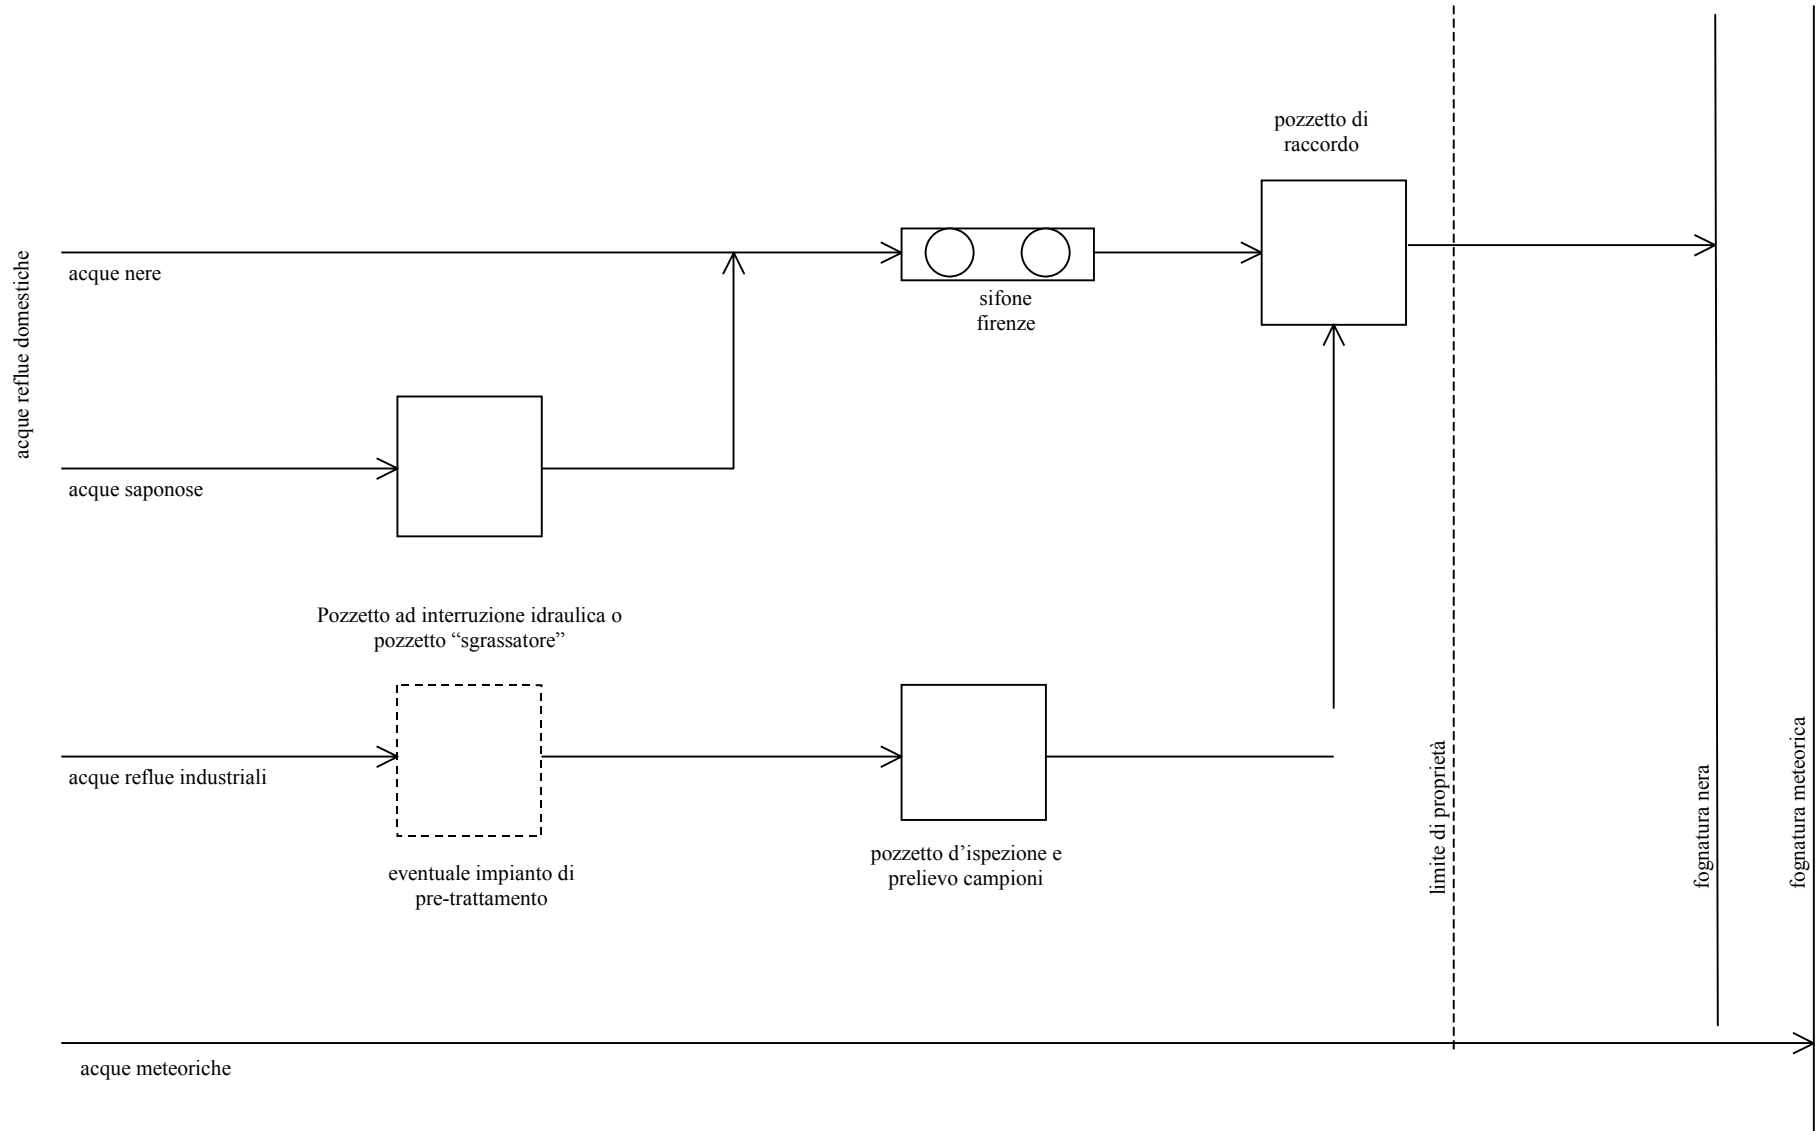 pozzetto di
raccordo
acque reflue domestiche
acque nere
sifone
firenze
acque saponose
Pozzetto ad interruzione idraulica o
pozzetto “sgrassatore”
acque reflue industriali
eventuale impianto di
pre-trattamento
pozzetto d’ispezione e
prelievo campioni
limite di proprietà
fognatura nera
fognatura meteorica
acque meteoriche